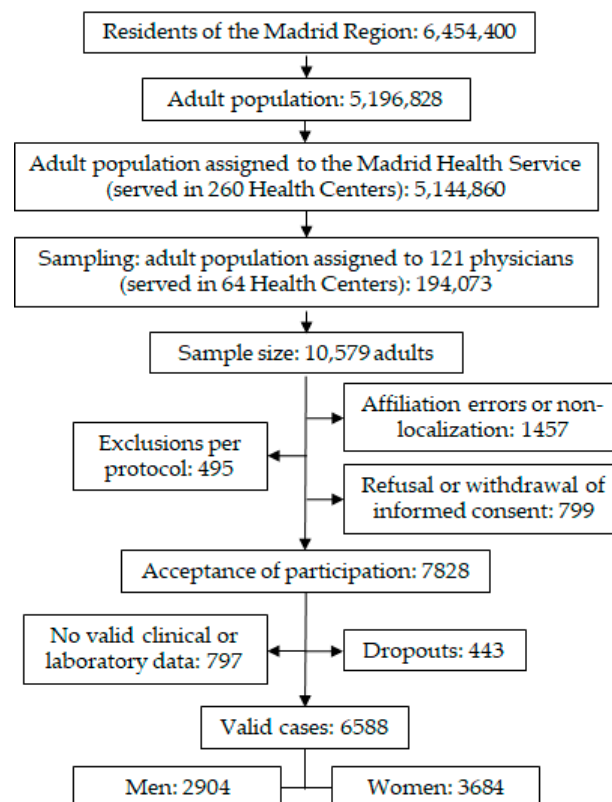 Residents of the Madrid Region: 6,454,400
Adult population: 5,196,828
Adult population assigned to the Madrid Health Service
(served in 260 Health Centers): 5,144,860
Sampling: adult population assigned to 121 physicians
(served in 64 Health Centers): 194,073
Sample size: 10,579 adults
Affiliation errors or non-
localization: 1457
Exclusions per
protocol: 495
Refusal or withdrawal of
informed consent: 799
Acceptance of participation: 7828
No valid clinical or
laboratory data: 797
Dropouts: 443
Valid cases: 6588
Men: 2904
Women: 3684